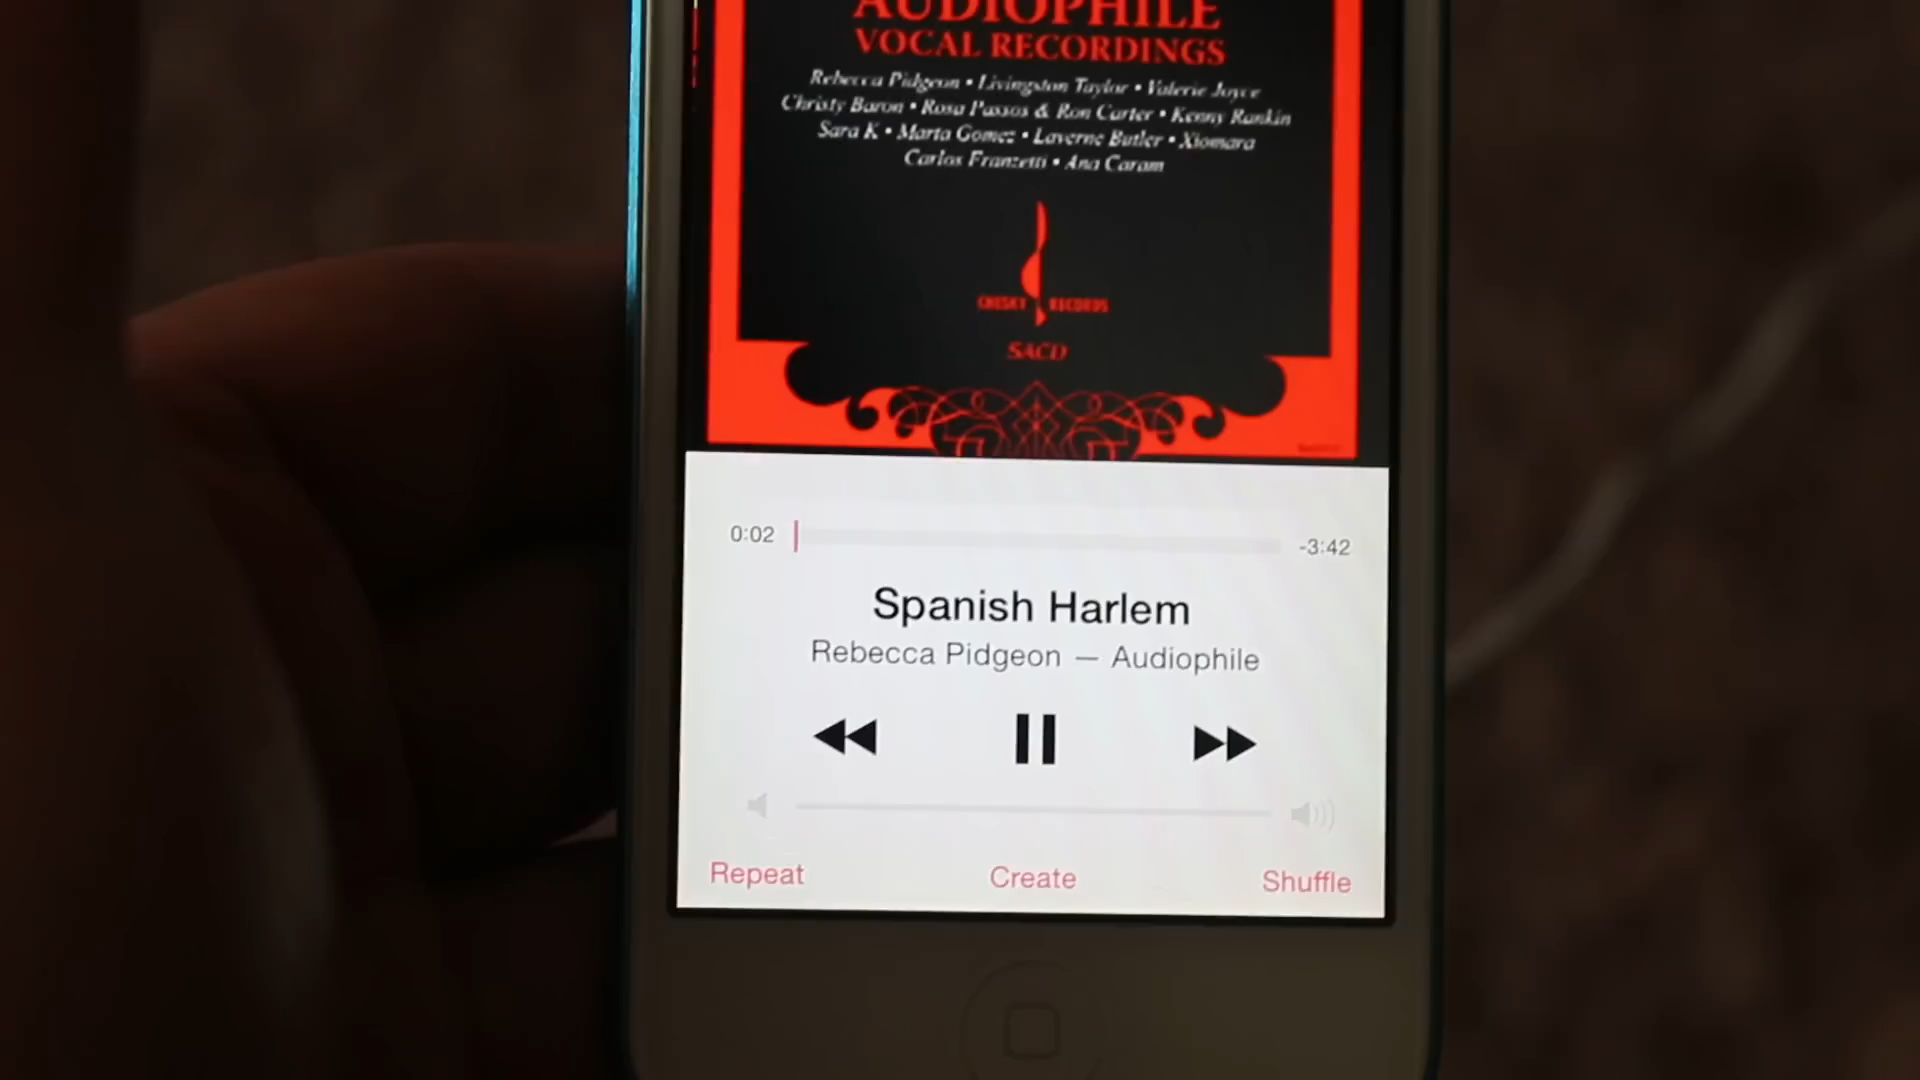 AUDIOPHILE
VOCAL RECORDINGS
Rebecca Pidgeon • Livingston Taylor • Valerie Joyce
Christy Baron • Rosa Passos & Ron Carter • Kenny Rankin
Sara K • Marta Gomez • Laverne Butler • Xiomara
Carlos Franzetti • Ana Caram
CHESKY RECORDS
SACD
0:02 -3:42
Spanish Harlem
Rebecca Pidgeon — Audiophile
Repeat Create Shuffle